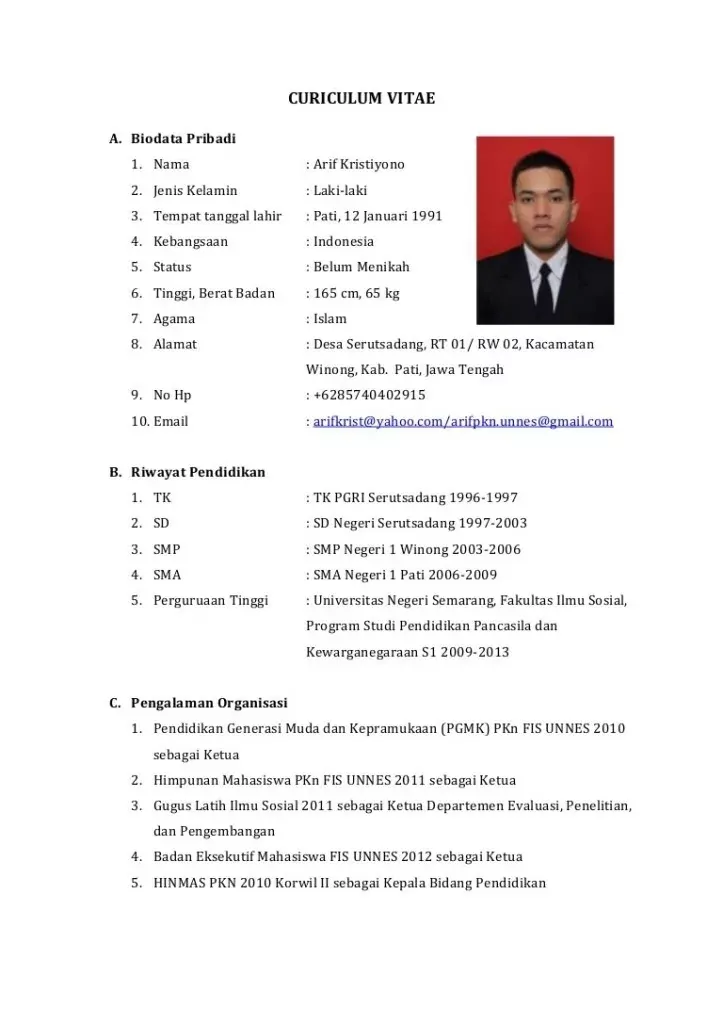 CURICULUM VITAE
A. Biodata Pribadi
1. Nama : Arif Kristiyono
2. Jenis Kelamin : Laki-laki
3. Tempat tanggal lahir : Pati, 12 Januari 1991
4. Kebangsaan : Indonesia
5. Status : Belum Menikah
6. Tinggi, Berat Badan : 165 cm, 65 kg
7. Agama : Islam
8. Alamat : Desa Serutsadang, RT 01/ RW 02, Kacamatan
Winong, Kab. Pati, Jawa Tengah
9. No Hp : +6285740402915
10. Email : arifkrist@yahoo.com/arifpkn.unnes@gmail.com
B. Riwayat Pendidikan
1. TK : TK PGRI Serutsadang 1996-1997
2. SD : SD Negeri Serutsadang 1997-2003
3. SMP : SMP Negeri 1 Winong 2003-2006
4. SMA : SMA Negeri 1 Pati 2006-2009
5. Perguruaan Tinggi : Universitas Negeri Semarang, Fakultas Ilmu Sosial,
Program Studi Pendidikan Pancasila dan
Kewarganegaraan S1 2009-2013
C. Pengalaman Organisasi
1. Pendidikan Generasi Muda dan Kepramukaan (PGMK) PKn FIS UNNES 2010
sebagai Ketua
2. Himpunan Mahasiswa PKn FIS UNNES 2011 sebagai Ketua
3. Gugus Latih Ilmu Sosial 2011 sebagai Ketua Departemen Evaluasi, Penelitian,
dan Pengembangan
4. Badan Eksekutif Mahasiswa FIS UNNES 2012 sebagai Ketua
5. HINMAS PKN 2010 Korwil II sebagai Kepala Bidang Pendidikan